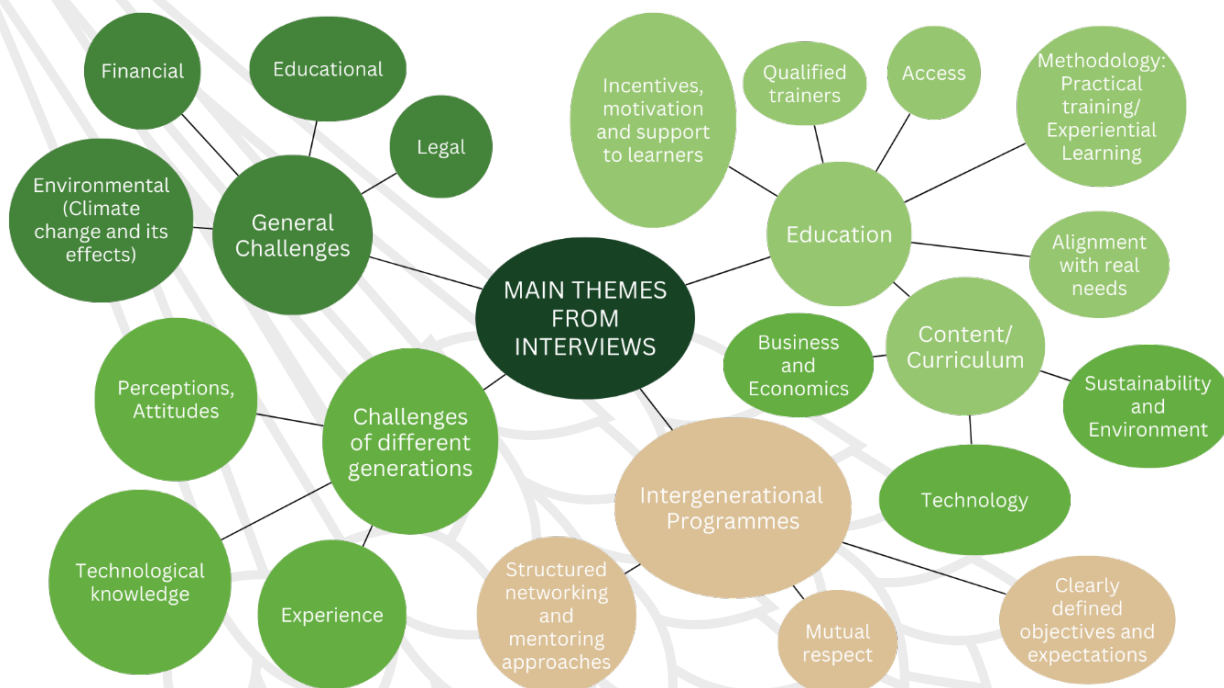 MAIN THEMES
FROM
INTERVIEWS
General
Challenges
Financial
Educational
Legal
Environmental
(Climate
change and its
effects)
Challenges
of different
generations
Perceptions,
Attitudes
Technological
knowledge
Experience
Education
Incentives,
motivation
and support
to learners
Qualified
trainers
Access
Methodology:
Practical
training/
Experiential
Learning
Alignment
with real
needs
Content/
Curriculum
Business
and
Economics
Sustainability
and
Environment
Technology
Intergenerational
Programmes
Structured
networking
and
mentoring
approaches
Mutual
respect
Clearly
defined
objectives and
expectations